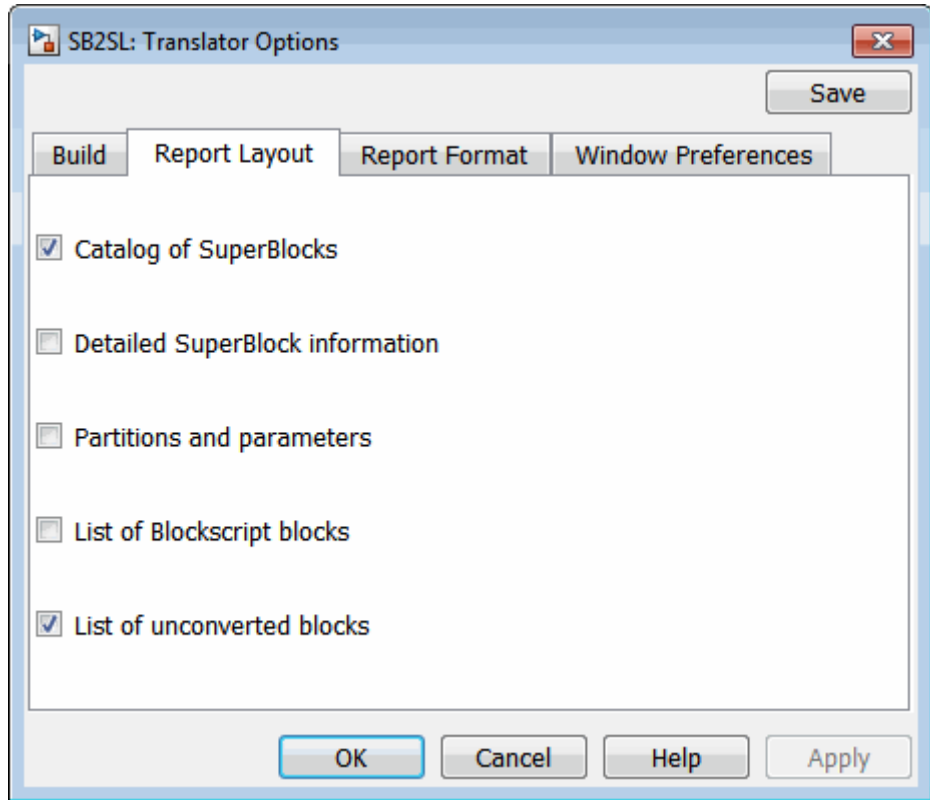 SB2SL: Translator Options
Save
Build Report Layout Report Format Window Preferences
Catalog of SuperBlocks
Detailed SuperBlock information
Partitions and parameters
List of Blockscript blocks
List of unconverted blocks
OK Cancel Help Apply